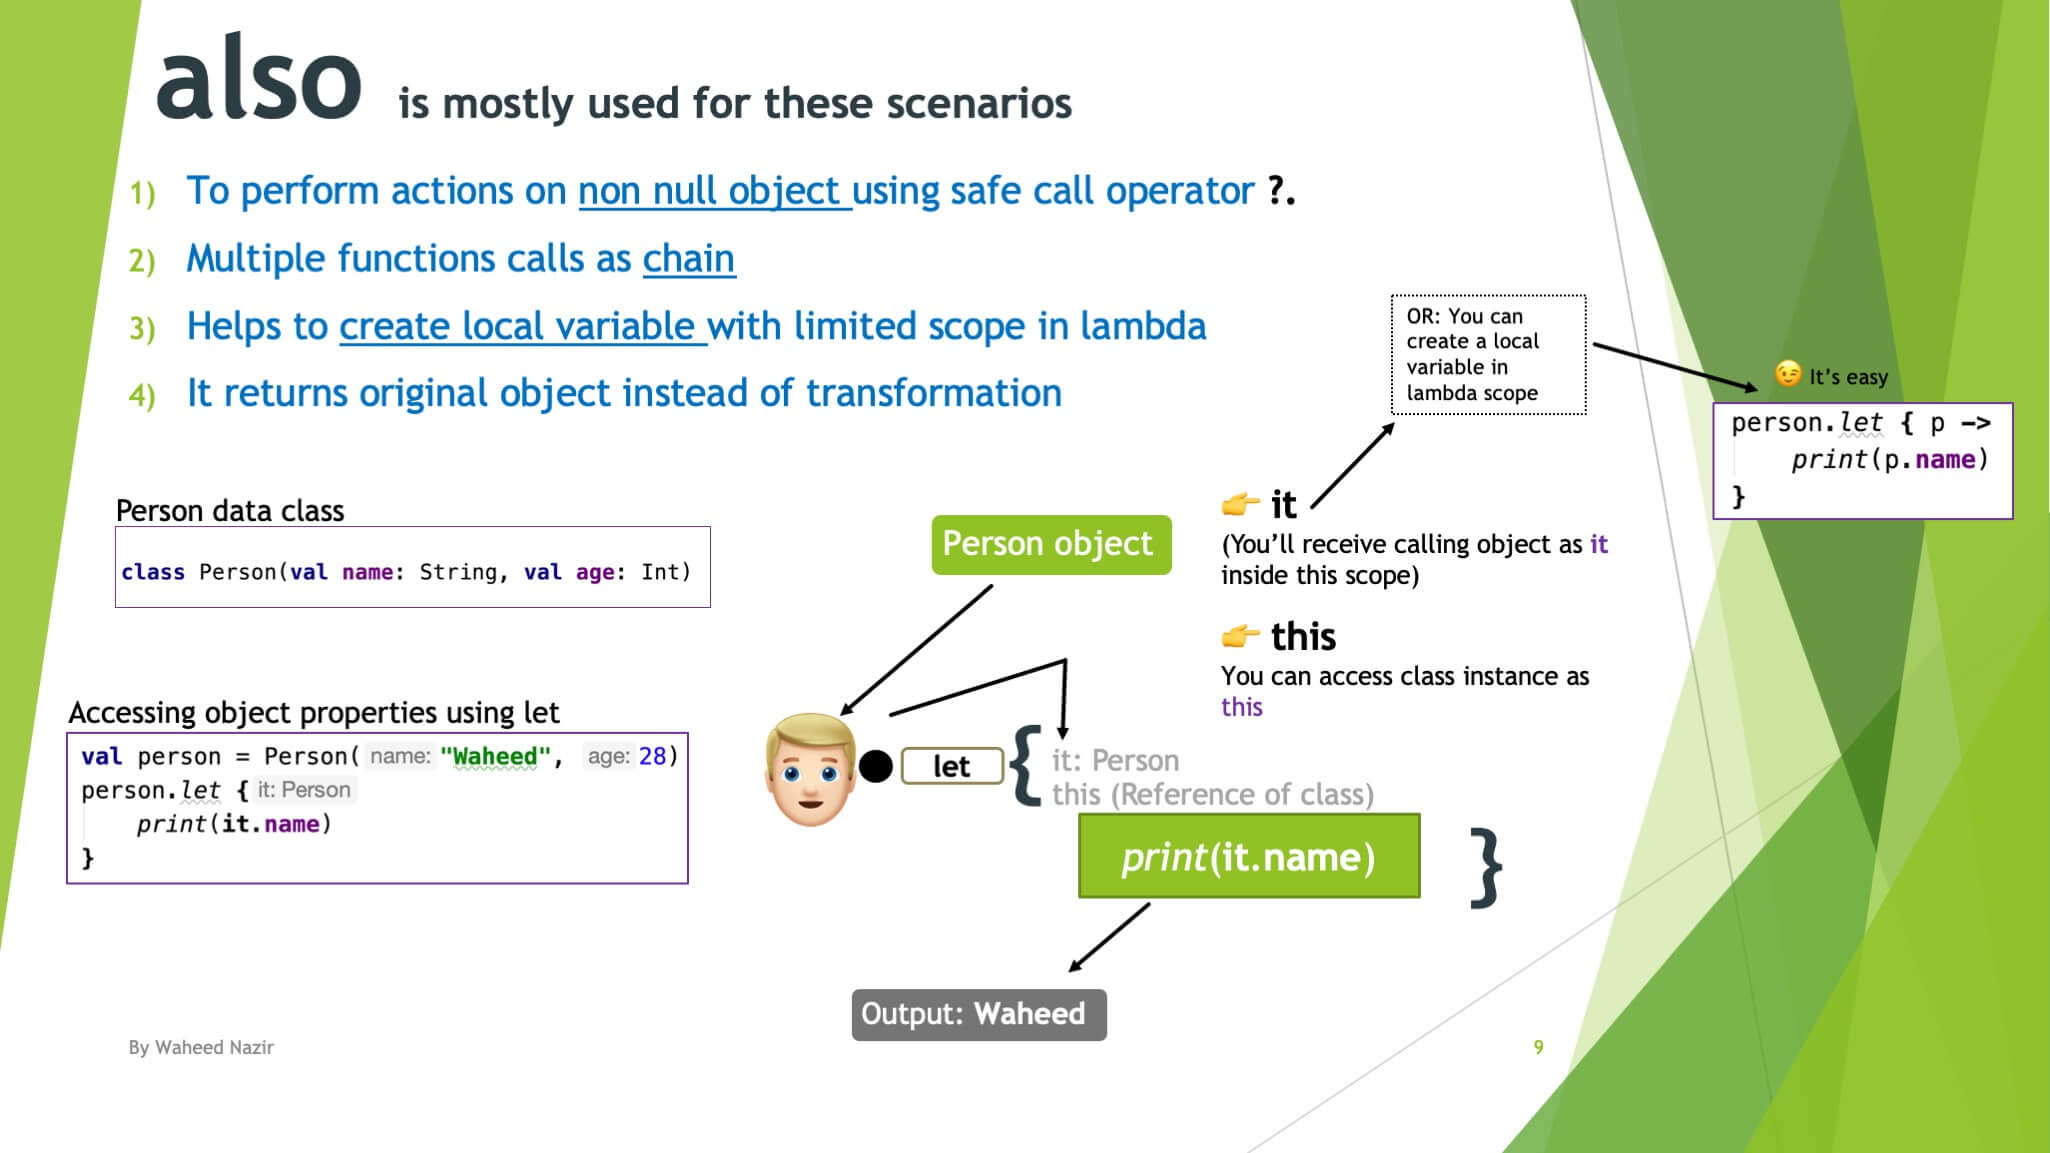 also is mostly used for these scenarios
1) To perform actions on non null object using safe call operator ?.
2) Multiple functions calls as chain
3) Helps to create local variable with limited scope in lambda
4) It returns original object instead of transformation
OR: You can
create a local
variable in
lambda scope
😉 It’s easy
person.let { p ->
print(p.name)
}
Person data class
class Person(val name: String, val age: Int)
Person object
👉 it
(You’ll receive calling object as it
inside this scope)
👉 this
You can access class instance as
this
Accessing object properties using let
val person = Person( name: "Waheed", age: 28)
person.let { it: Person
print(it.name)
}
let {
it: Person
this (Reference of class)
print(it.name)
}
Output: Waheed
By Waheed Nazir
9